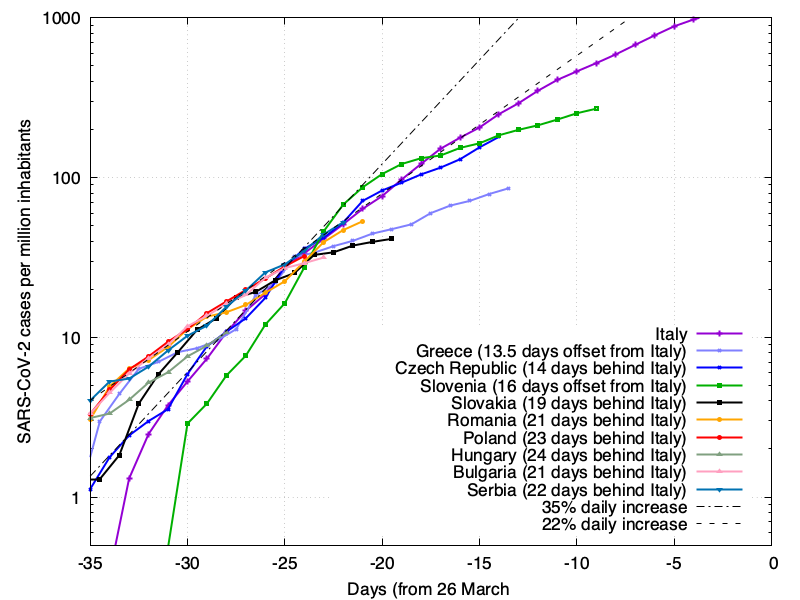 1000
100
10
1
SARS-CoV-2 cases per million inhabitants
Italy
Greece (13.5 days offset from Italy)
Czech Republic (14 days behind Italy)
Slovenia (16 days offset from Italy)
Slovakia (19 days behind Italy)
Romania (21 days behind Italy)
Poland (23 days behind Italy)
Hungary (24 days behind Italy)
Bulgaria (21 days behind Italy)
Serbia (22 days behind Italy)
35% daily increase
22% daily increase
-35 -30 -25 -20 -15 -10 -5 0
Days (from 26 March